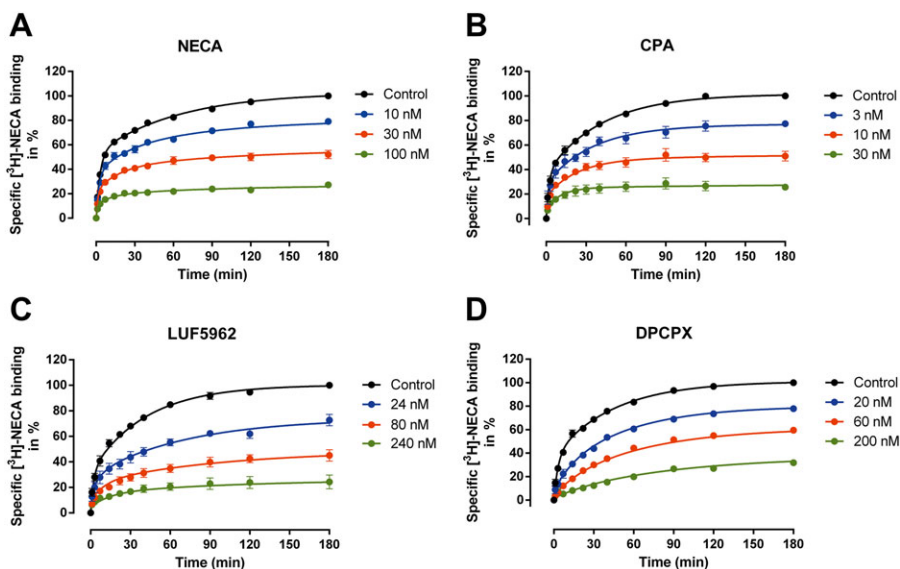 A
NECA
Specific [³H]-NECA binding
in %
120
100
80
60
40
20
0
0 30 60 90 120 150 180
Time (min)
Control
10 nM
30 nM
100 nM
B
CPA
Specific [³H]-NECA binding
in %
120
100
80
60
40
20
0
0 30 60 90 120 150 180
Time (min)
Control
3 nM
10 nM
30 nM
C
LUF5962
Specific [³H]-NECA binding
in %
120
100
80
60
40
20
0
0 30 60 90 120 150 180
Time (min)
Control
24 nM
80 nM
240 nM
D
DPCPX
Specific [³H]-NECA binding
in %
120
100
80
60
40
20
0
0 30 60 90 120 150 180
Time (min)
Control
20 nM
60 nM
200 nM